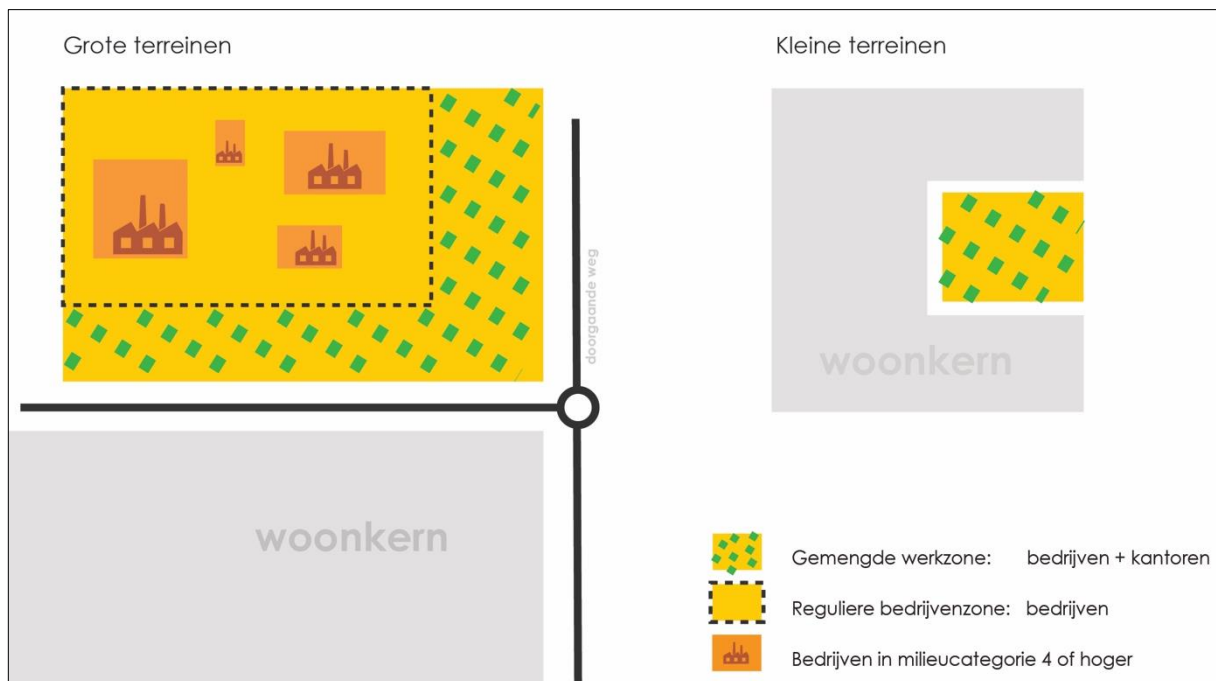 Grote terreinen
Kleine terreinen
doorgaande weg
woonkern
woonkern
Gemengde werkzone: bedrijven + kantoren
Reguliere bedrijvenzone: bedrijven
Bedrijven in milieucategorie 4 of hoger